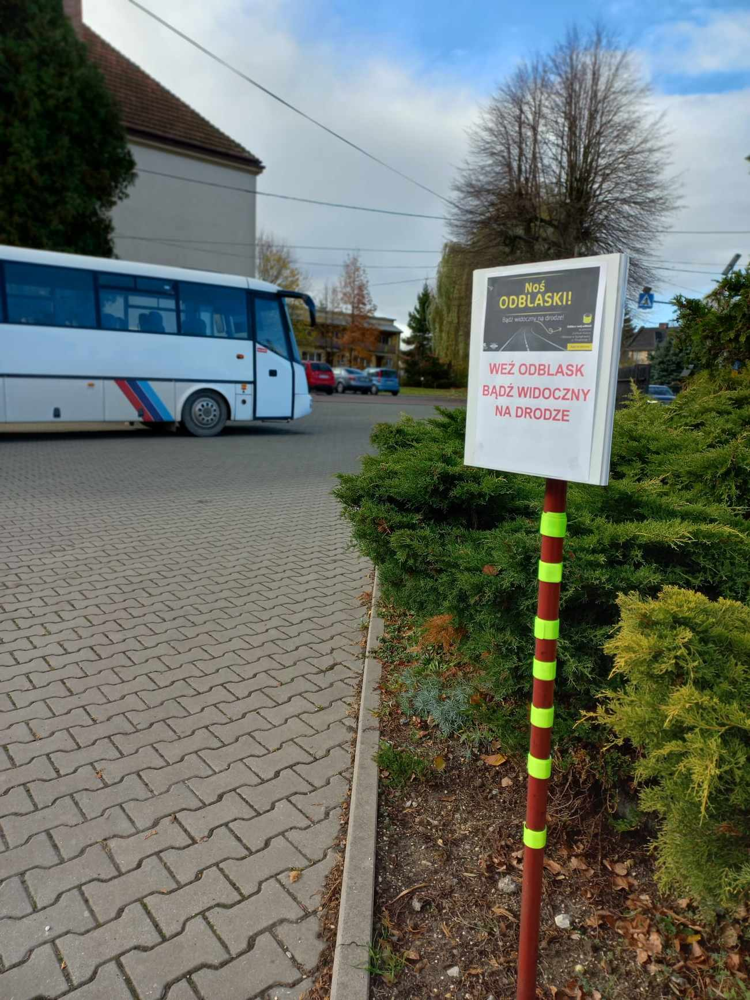 Noś
ODBLASKI!
Bądź widoczny na drodze!
WEŹ ODBLASK
BĄDŹ WIDOCZNY
NA DRODZE